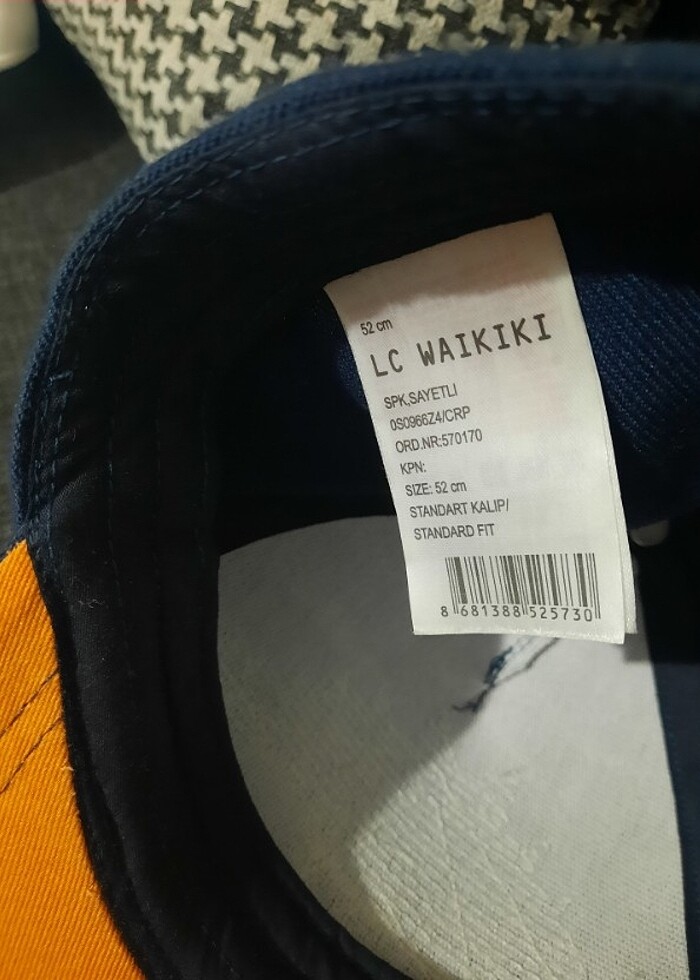 52 cm
LC WAIKIKI
SPK,SAYETLI
0S0966Z4/CRP
ORD.NR:570170
KPN:
SIZE: 52 cm
STANDART KALIP/
STANDARD FIT
8 681388 525730